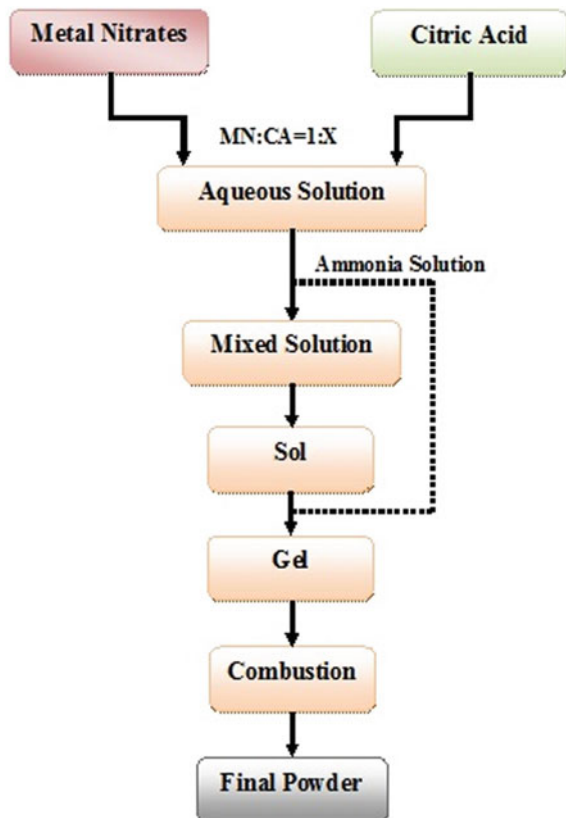 Metal Nitrates
Citric Acid
MN:CA=1:X
Aqueous Solution
Ammonia Solution
Mixed Solution
Sol
Gel
Combustion
Final Powder